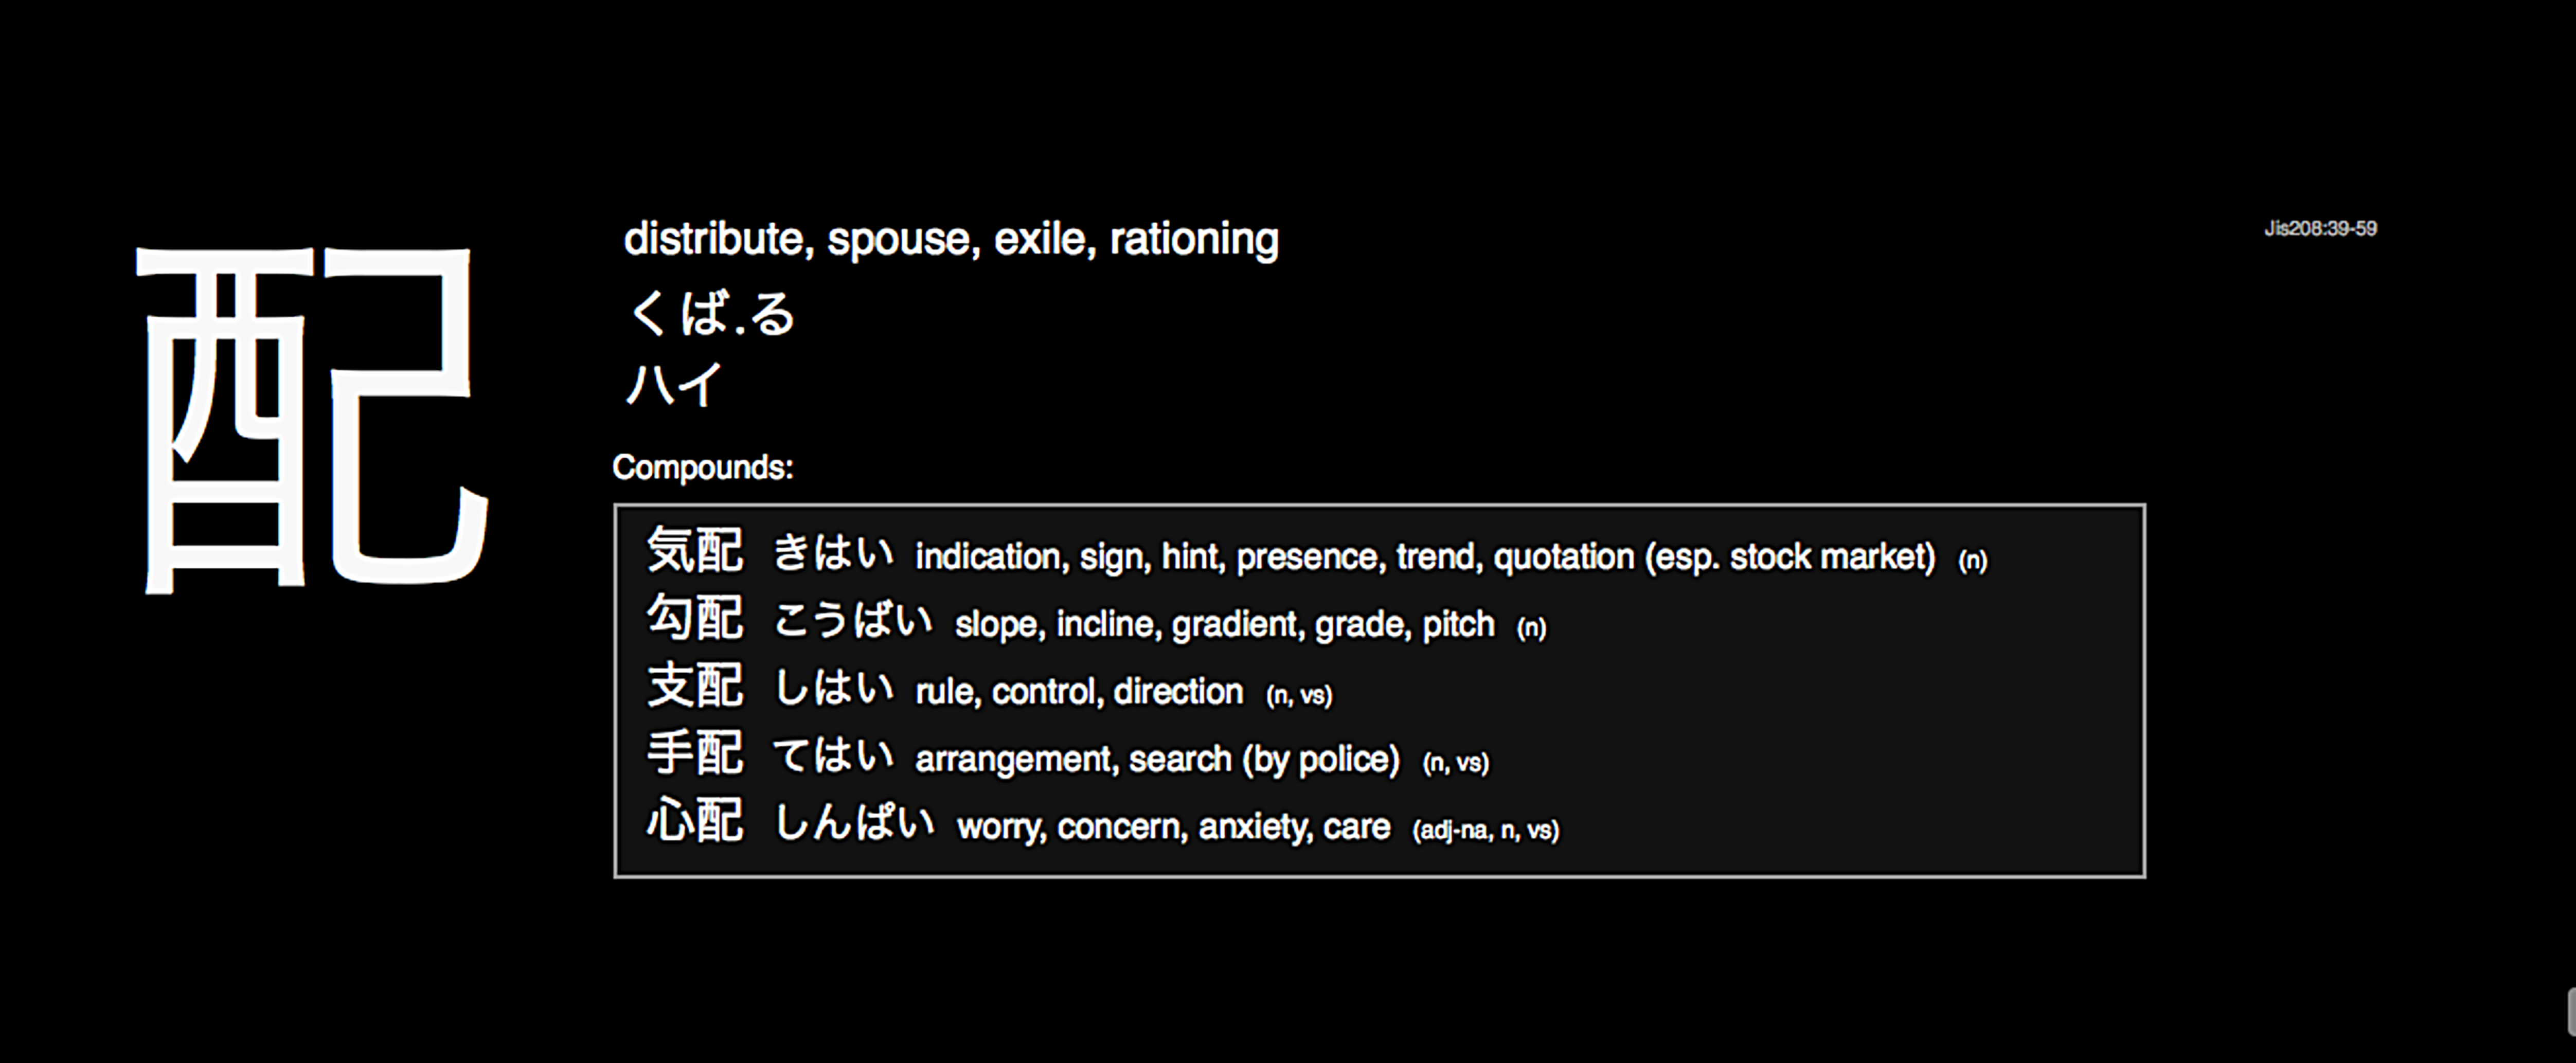 配
distribute, spouse, exile, rationing
Jis208:39-59
くば.る
ハイ
Compounds:
気配 きはい indication, sign, hint, presence, trend, quotation (esp. stock market) (n)
勾配 こうばい slope, incline, gradient, grade, pitch (n)
支配 しはい rule, control, direction (n, vs)
手配 てはい arrangement, search (by police) (n, vs)
心配 しんぱい worry, concern, anxiety, care (adj-na, n, vs)